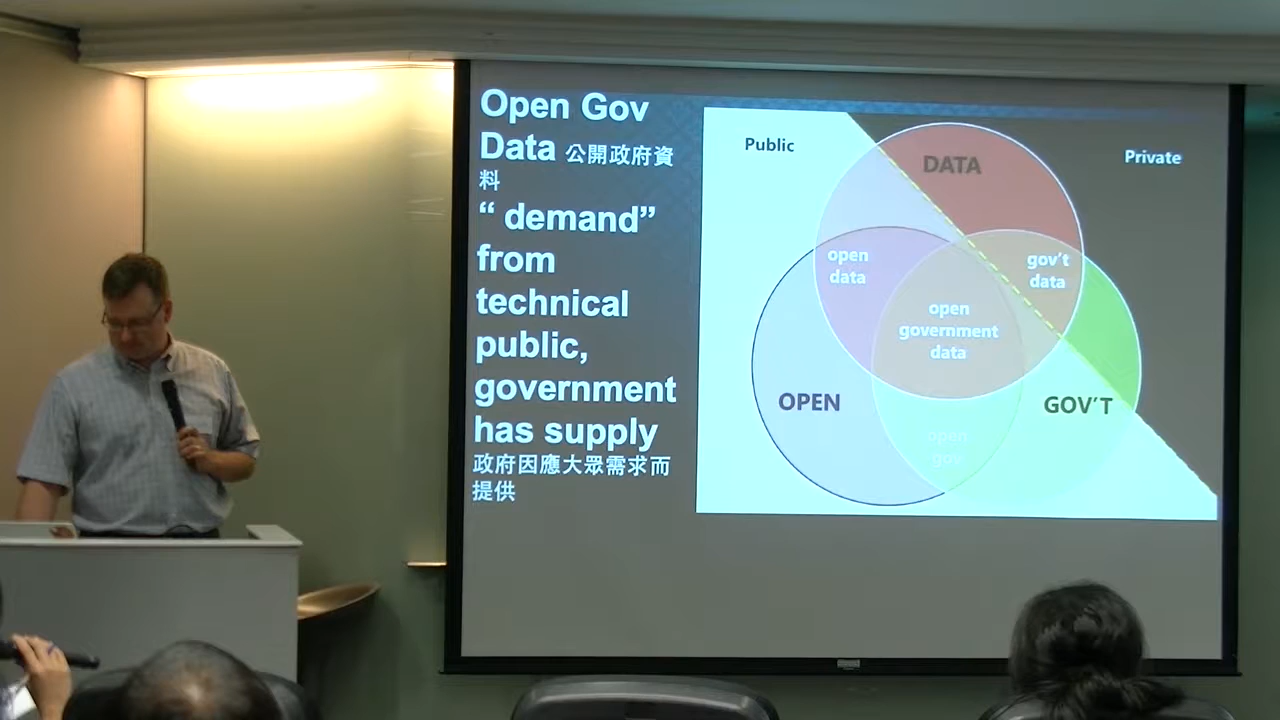 Open Gov
Data 公開政府資
料
“ demand”
from
technical
public,
government
has supply
政府因應大眾需求而
提供
Public
Private
DATA
open
data
gov't
data
open
government
data
OPEN
GOV'T
open
gov